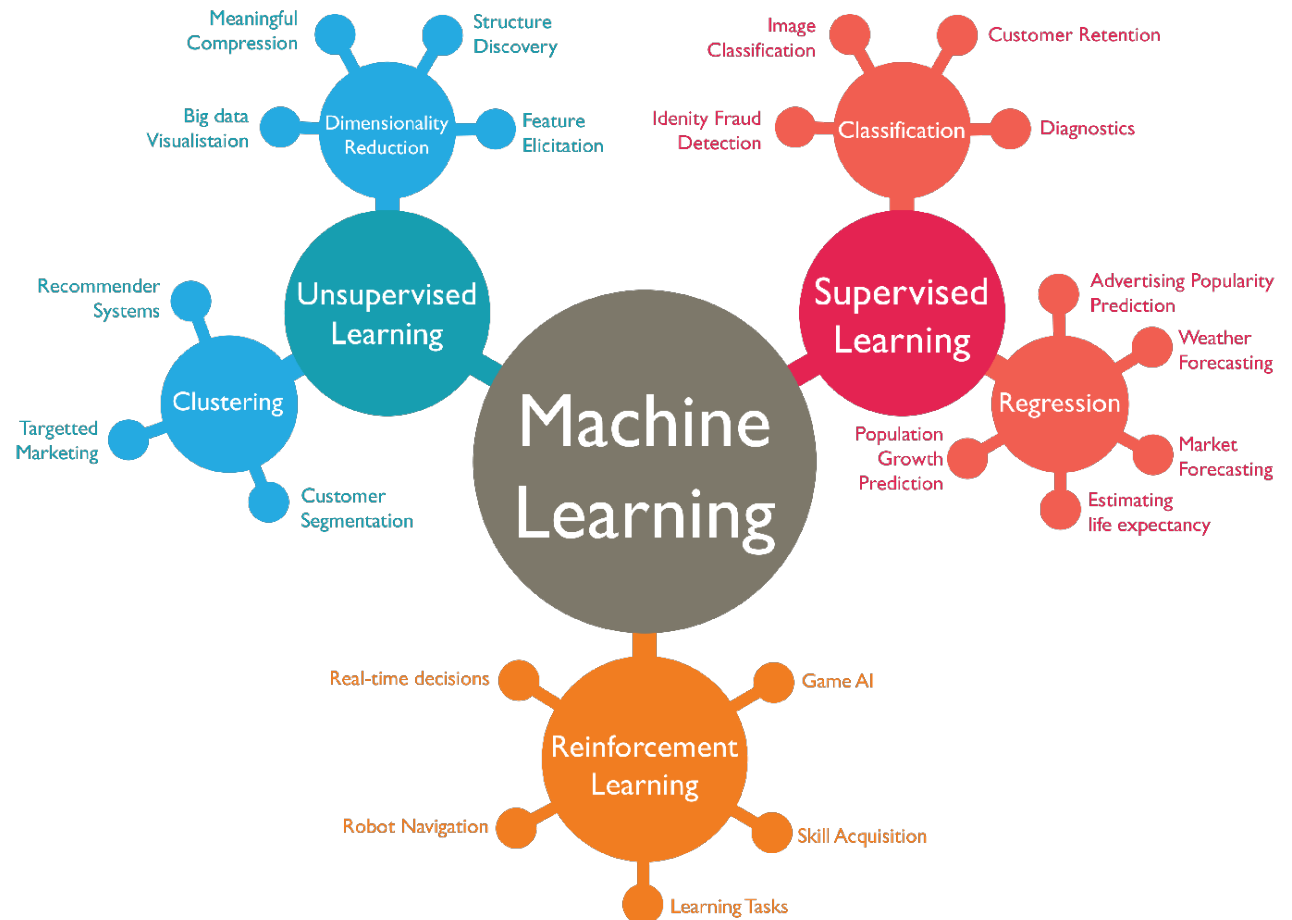 Meaningful
Compression
Structure
Discovery
Big data
Visualistaion
Dimensionality
Reduction
Feature
Elicitation
Unsupervised
Learning
Recommender
Systems
Clustering
Targetted
Marketing
Customer
Segmentation
Machine
Learning
Image
Classification
Customer Retention
Idenity Fraud
Detection
Classification
Diagnostics
Supervised
Learning
Advertising Popularity
Prediction
Weather
Forecasting
Regression
Population
Growth
Prediction
Market
Forecasting
Estimating
life expectancy
Real-time decisions
Game AI
Reinforcement
Learning
Robot Navigation
Skill Acquisition
Learning Tasks